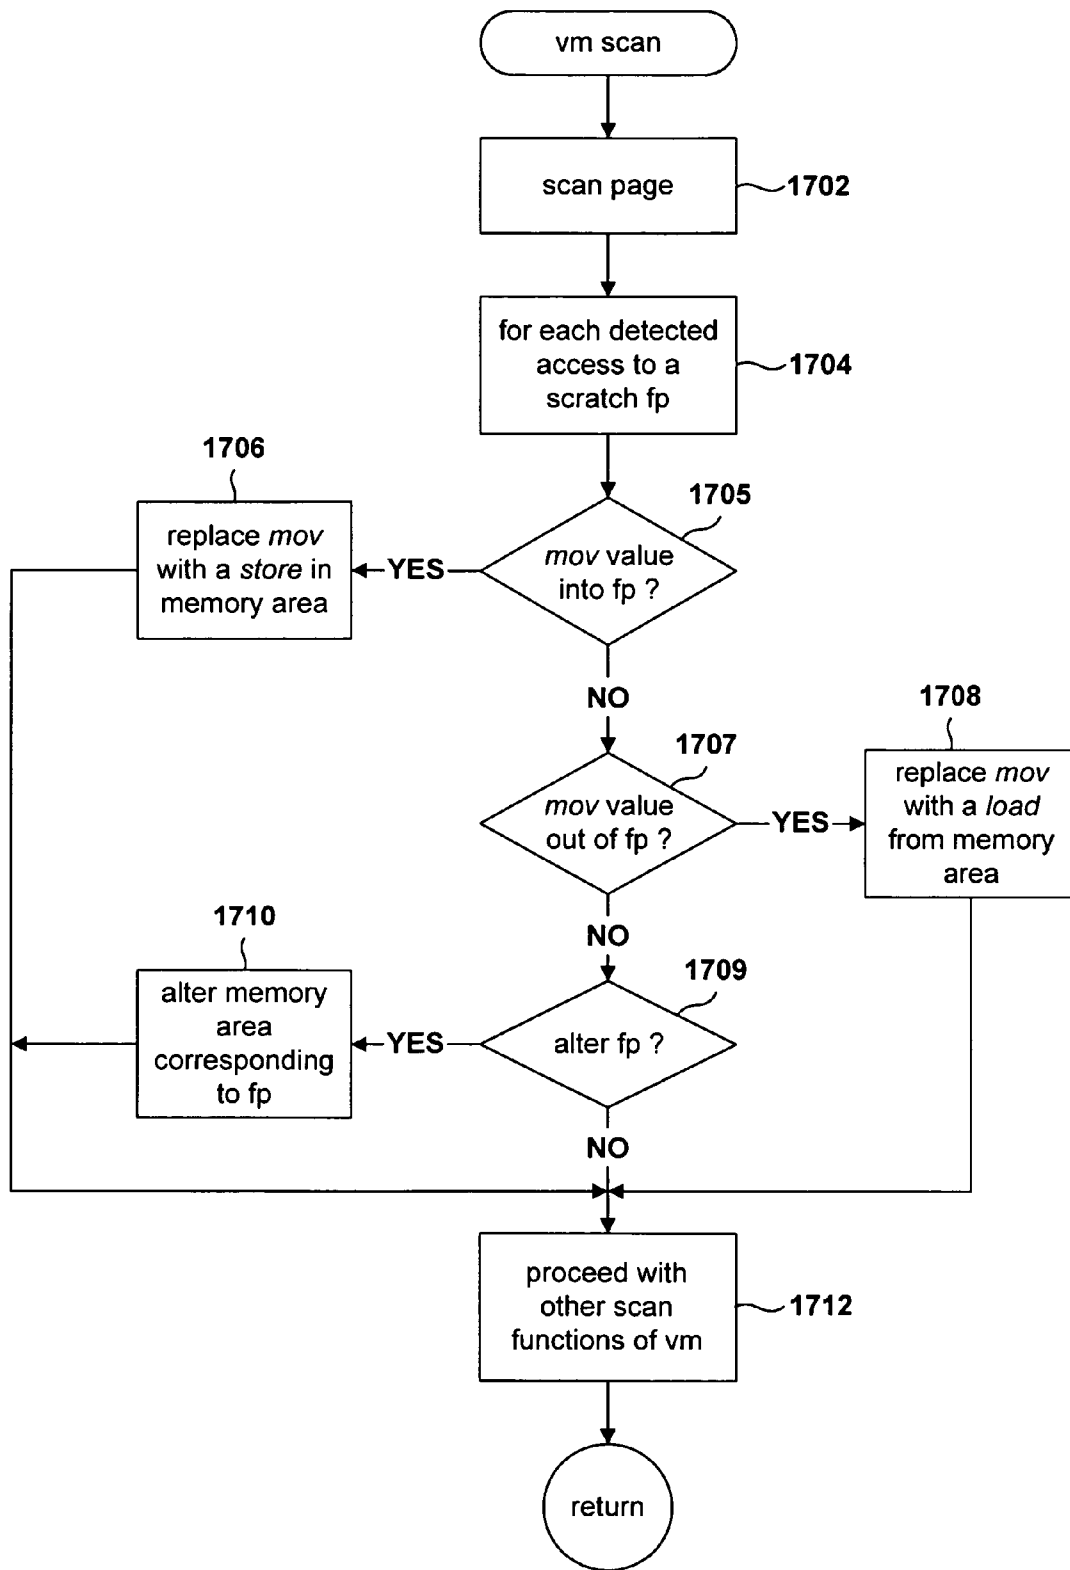 vm scan
scan page
1702
for each detected
access to a
scratch fp
1704
1706
replace mov
with a store in
memory area
YES
1705
mov value
into fp ?
NO
1707
mov value
out of fp ?
YES
1708
replace mov
with a load
from memory
area
NO
1710
alter memory
area
corresponding
to fp
YES
1709
alter fp ?
NO
proceed with
other scan
functions of vm
1712
return